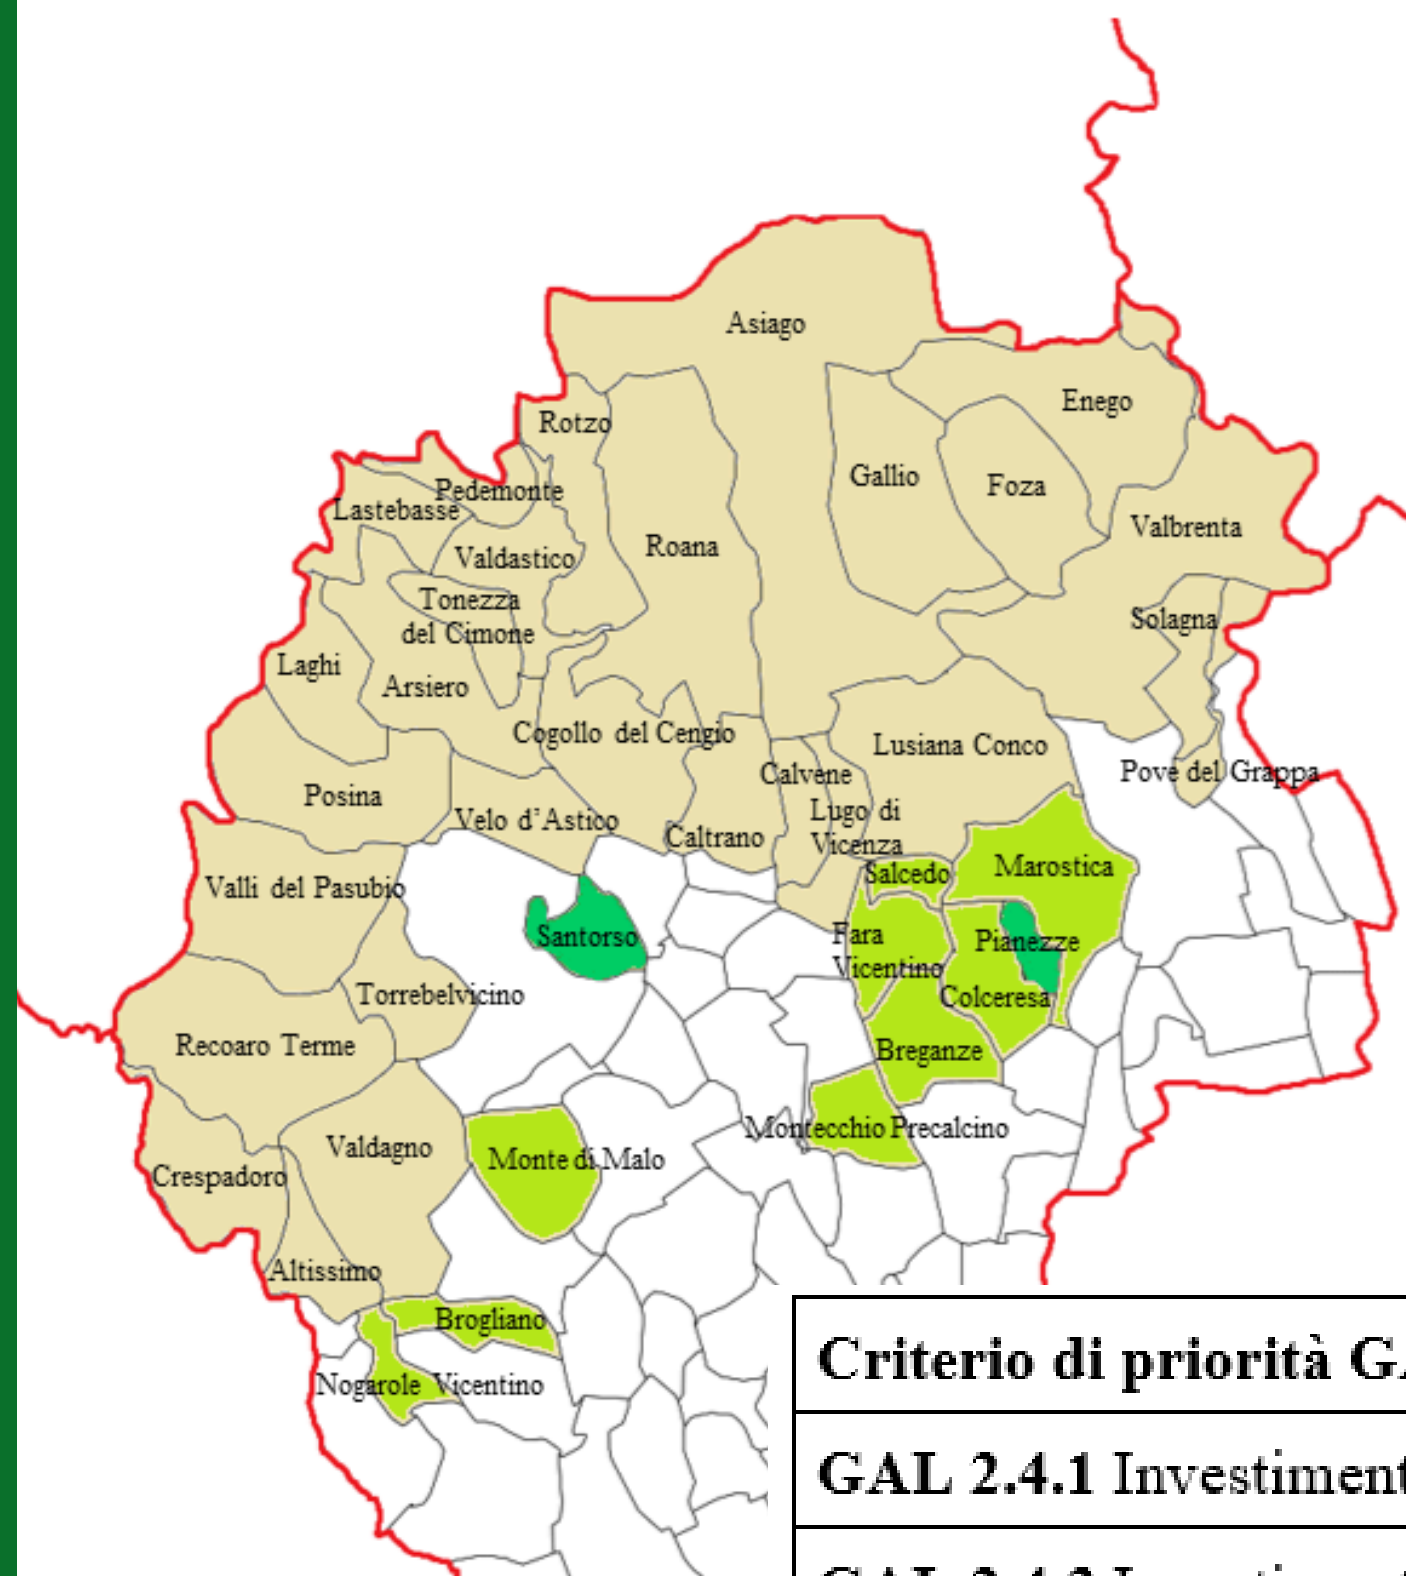 Asiago
Enego
Rotzo
Gallio
Foza
Pedemonte
Lastebasse
Valbrenta
Roana
Valdastico
Tonezza
del Cimone
Solagna
Laghi
Arsiero
Cogollo del Cengio
Lusiana Conco
Calvene
Pove del Grappa
Posina
Lugo di
Vicenza
Velo d'Astico
Caltrano
Marostica
Salcedo
Valli del Pasubio
Santorso
Fara
Vicentino
Pianezze
Torrebelvicino
Colceresa
Recoaro Terme
Breganze
Montecchio Precalcino
Valdagno
Monte di Malo
Crespadoro
Altissimo
Brogliano
Nogarole Vicentino
Criterio di priorità
GAL 2.4.1